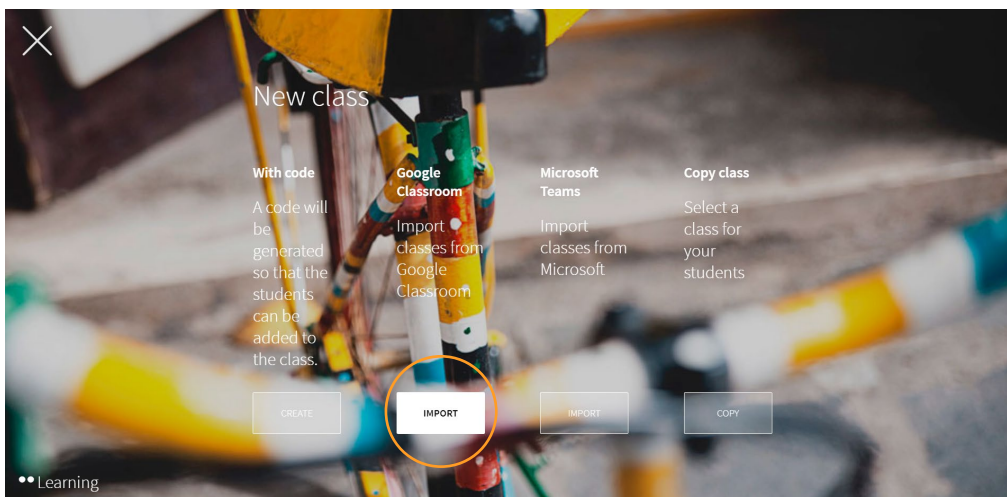 New class
With code
A code will
be
generated
so that the
students
can be
added to
the class.
CREATE
Google
Classroom
Import
classes from
Google
Classroom
IMPORT
Microsoft
Teams
Import
classes from
Microsoft
IMPORT
Copy class
Select a
class for
your
students
COPY
Learning